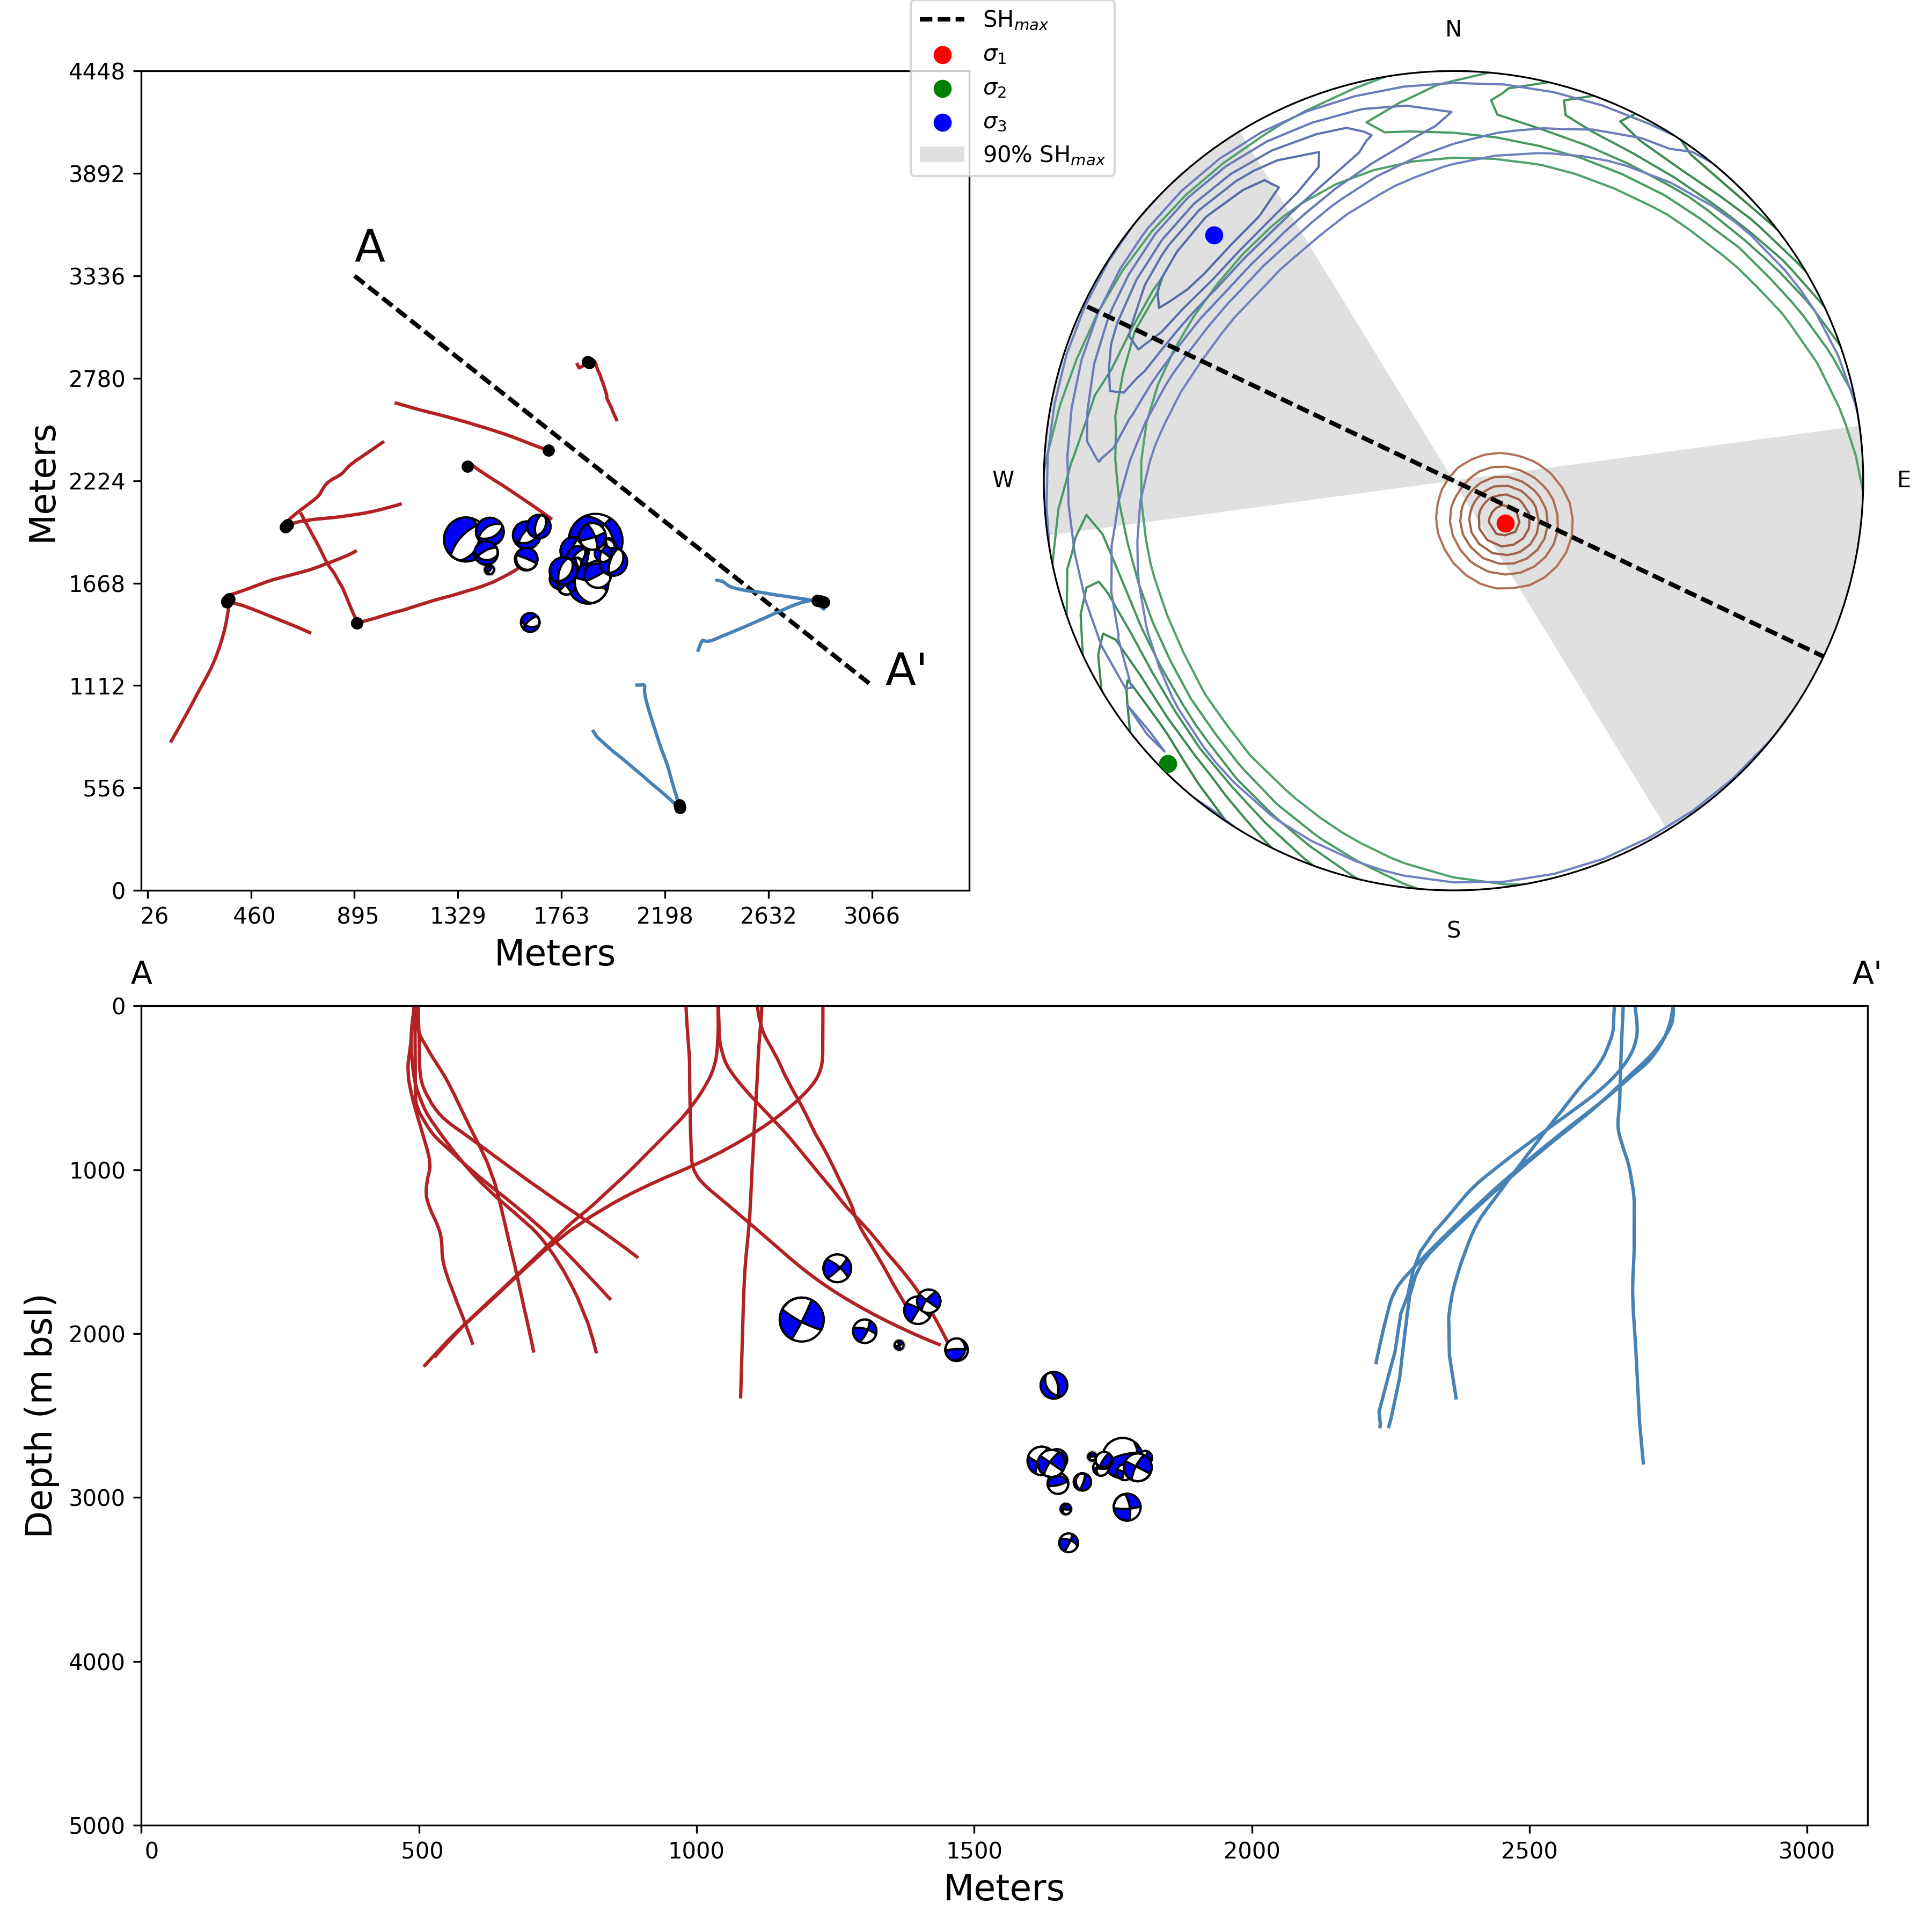 SHmax
σ1
σ2
σ3
90% SHmax
N
W
E
S
4448
3892
3336
2780
2224
1668
1112
556
0
Meters
A
A'
26 460 895 1329 1763 2198 2632 3066
Meters
A A'
0
1000
2000
3000
4000
5000
Depth (m bsl)
0 500 1000 1500 2000 2500 3000
Meters